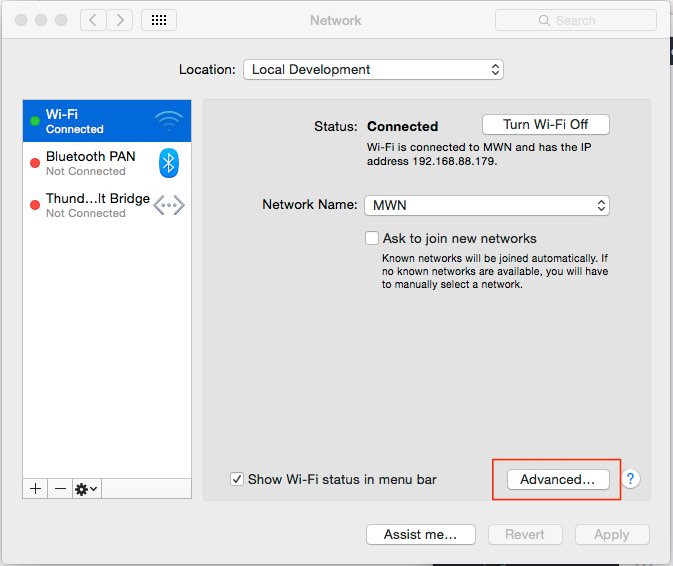 Network
Search
Location: Local Development
Wi-Fi
Connected
Bluetooth PAN
Not Connected
Thund…lt Bridge
Not Connected
Status: Connected
Turn Wi-Fi Off
Wi-Fi is connected to MWN and has the IP
address 192.168.88.179.
Network Name: MWN
Ask to join new networks
Known networks will be joined automatically. If
no known networks are available, you will have
to manually select a network.
Show Wi-Fi status in menu bar
Advanced...
?
Assist me...
Revert
Apply